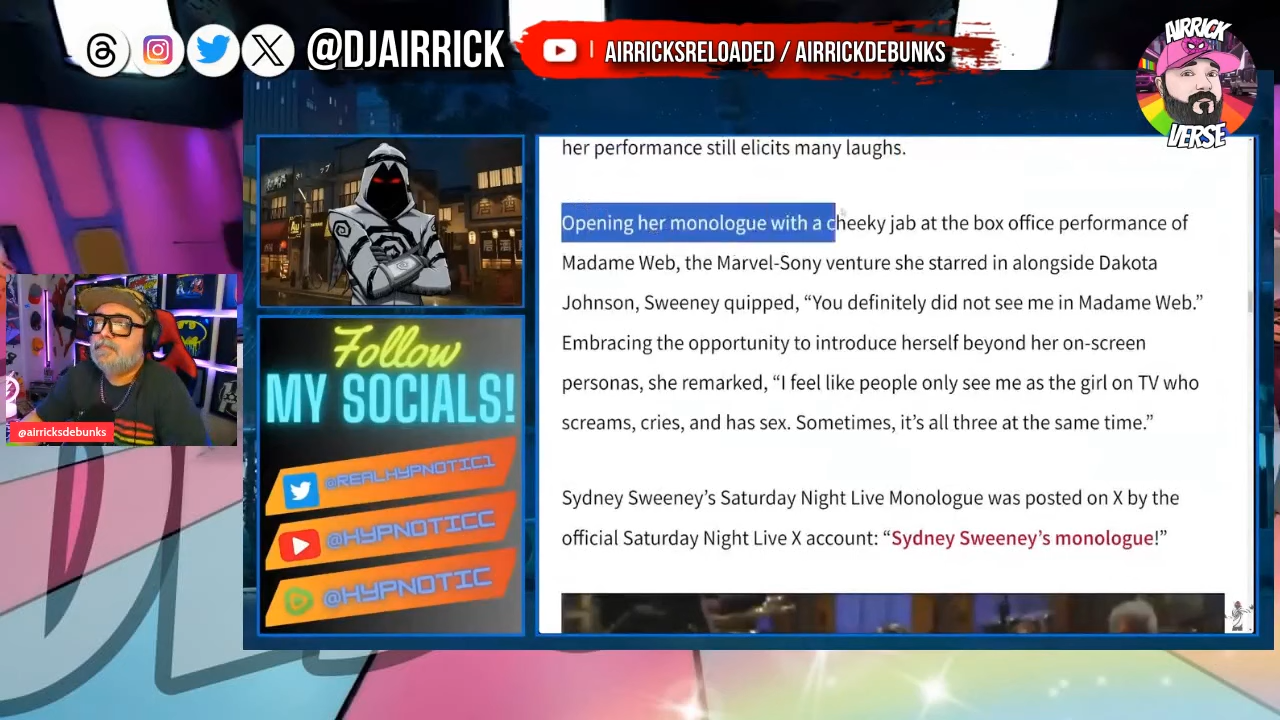 @DJAIRRICK
AIRRICKSRELOADED / AIRRICKDEBUNKS
AIRRICK
VERSE
her performance still elicits many laughs.
Opening her monologue with a cheeky jab at the box office performance of
Madame Web, the Marvel-Sony venture she starred in alongside Dakota
Johnson, Sweeney quipped, “You definitely did not see me in Madame Web.”
Embracing the opportunity to introduce herself beyond her on-screen
personas, she remarked, “I feel like people only see me as the girl on TV who
screams, cries, and has sex. Sometimes, it’s all three at the same time.”
Sydney Sweeney’s Saturday Night Live Monologue was posted on X by the
official Saturday Night Live X account: “Sydney Sweeney’s monologue!”
Follow
MY SOCIALS!
@REALHYPNOTIC1
@HYPNOTICC
@HYPNOTIC
@airricksdebunks